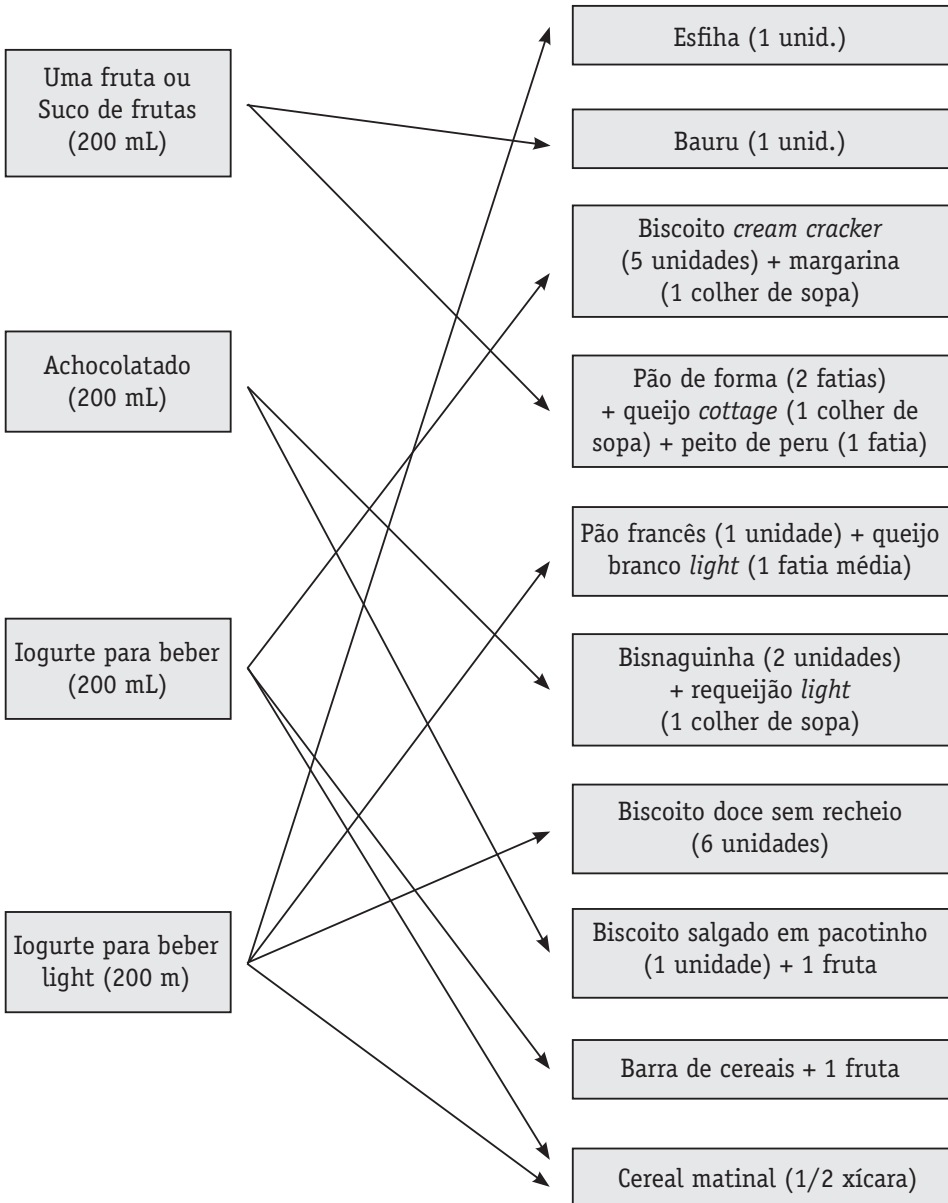 Uma fruta ou
Suco de frutas
(200 mL)
Achocolatado
(200 mL)
Iogurte para beber
(200 mL)
Iogurte para beber
light (200 m)
Esfiha (1 unid.)
Bauru (1 unid.)
Biscoito cream cracker
(5 unidades) + margarina
(1 colher de sopa)
Pão de forma (2 fatias)
+ queijo cottage (1 colher de
sopa) + peito de peru (1 fatia)
Pão francês (1 unidade) + queijo
branco light (1 fatia média)
Bisnaguinha (2 unidades)
+ requeijão light
(1 colher de sopa)
Biscoito doce sem recheio
(6 unidades)
Biscoito salgado em pacotinho
(1 unidade) + 1 fruta
Barra de cereais + 1 fruta
Cereal matinal (1/2 xícara)